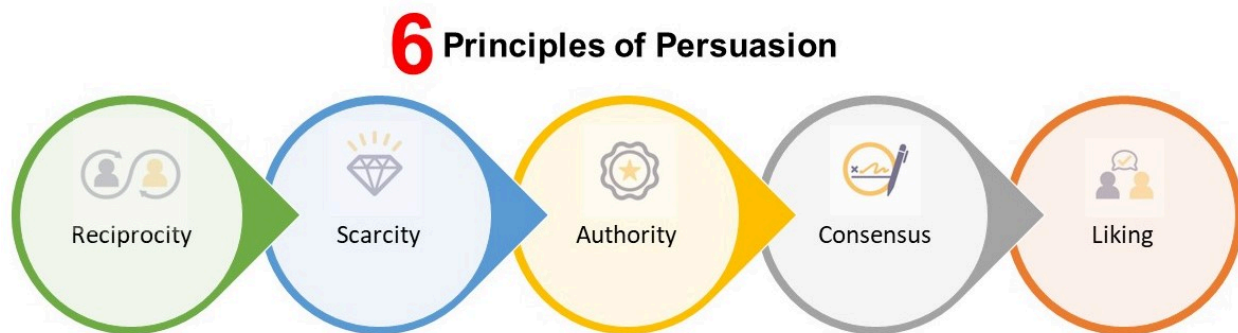 6 Principles of Persuasion
Reciprocity
Scarcity
Authority
Consensus
Liking